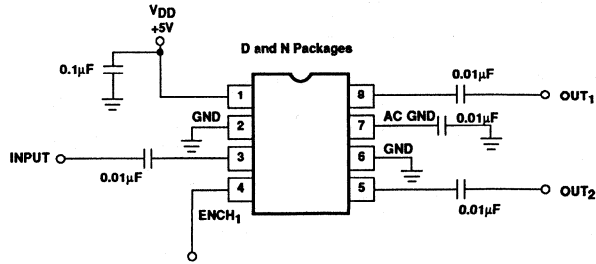 VDD
+5V
D and N Packages
0.1µF
0.01µF
1
8
OUT1
GND
2
7
AC GND
0.01µF
INPUT
3
6
GND
0.01µF
4
5
OUT2
ENCH1
0.01µF